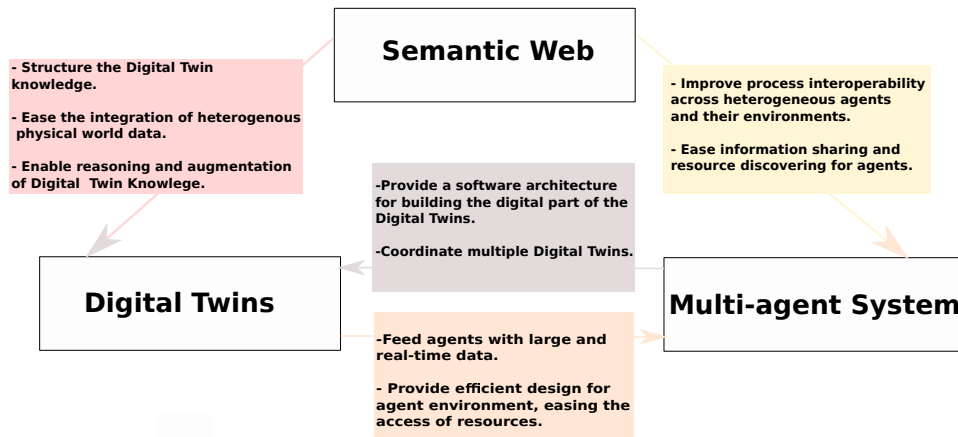 Semantic Web
- Structure the Digital Twin
knowledge.
- Ease the integration of heterogenous
physical world data.
- Enable reasoning and augmentation
of Digital Twin Knowlege.
- Improve process interoperability
across heterogeneous agents
and their environments.
- Ease information sharing and
resource discovering for agents.
-Provide a software architecture
for building the digital part of the
Digital Twins.
-Coordinate multiple Digital Twins.
Digital Twins
Multi-agent System
-Feed agents with large and
real-time data.
- Provide efficient design for
agent environment, easing the
access of resources.